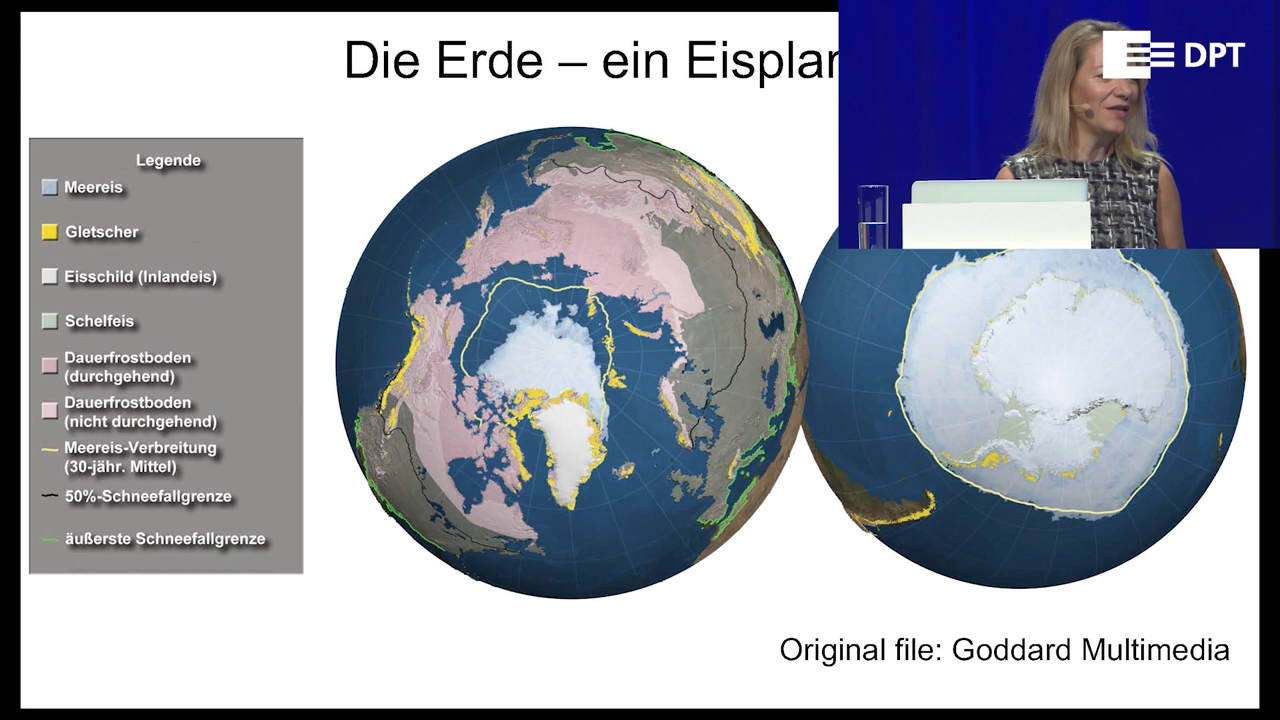 Die Erde – ein Eisplan
DPT
Legende
Meereis
Gletscher
Eisschild (Inlandeis)
Schelfeis
Dauerfrostboden
(durchgehend)
Dauerfrostboden
(nicht durchgehend)
Meereis-Verbreitung
(30-jähr. Mittel)
50%-Schneefallgrenze
äußerste Schneefallgrenze
Original file: Goddard Multimedia